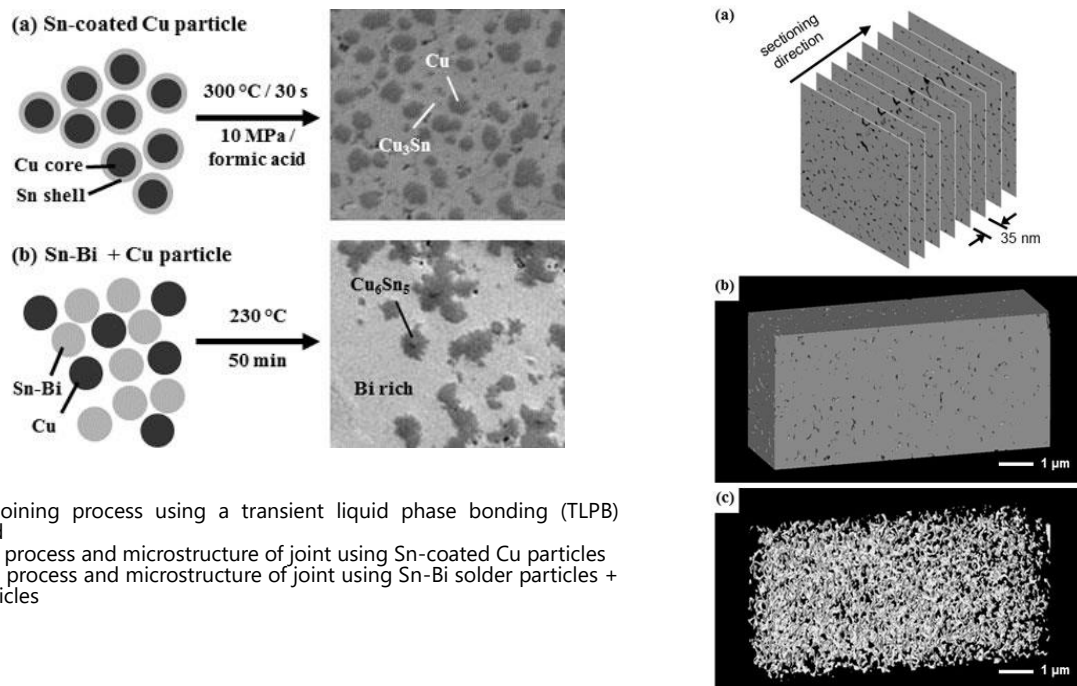 (a) Sn-coated Cu particle
300 °C / 30 s
10 MPa /
formic acid
Cu core
Sn shell
Cu
Cu₃Sn
(b) Sn-Bi + Cu particle
230 °C
50 min
Sn-Bi
Cu
Cu₆Sn₅
Bi rich
oining process using a transient liquid phase bonding (TLPB)
process and microstructure of joint using Sn-coated Cu particles
process and microstructure of joint using Sn-Bi solder particles +
icles
(a)
sectioning
direction
35 nm
(b)
1 μm
(c)
1 μm